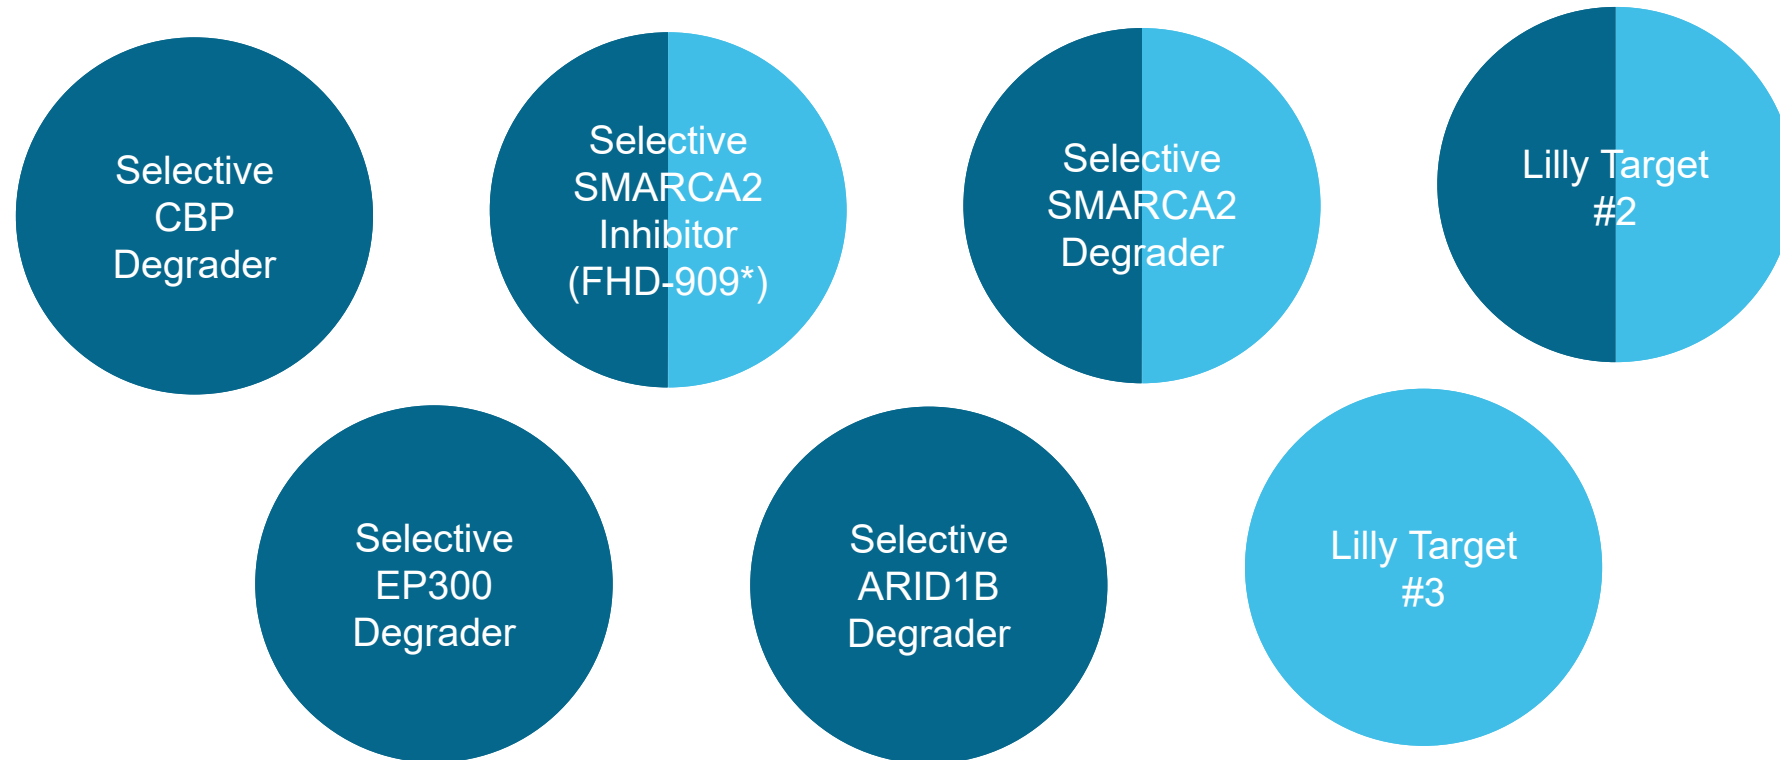 Selective
CBP
Degrader
Selective
SMARCA2
Inhibitor
(FHD-909*)
Selective
SMARCA2
Degrader
Lilly Target
#2
Selective
EP300
Degrader
Selective
ARID1B
Degrader
Lilly Target
#3